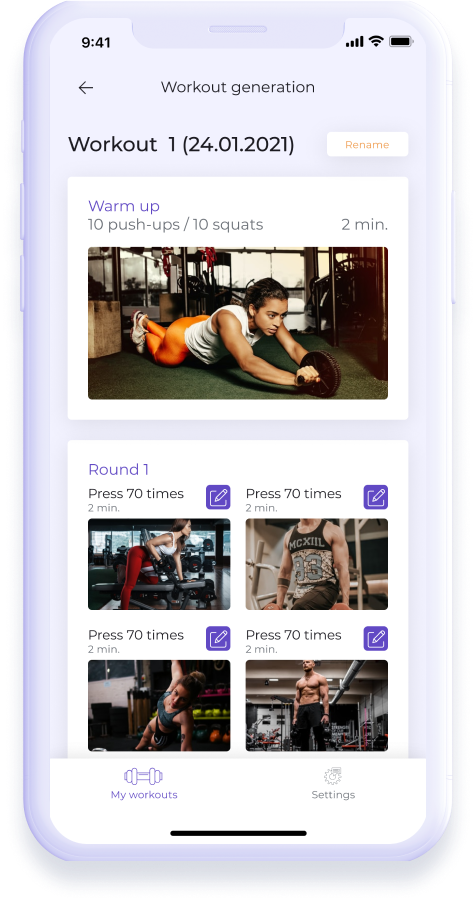 9:41
Workout generation
Workout 1 (24.01.2021)
Rename
Warm up
10 push-ups / 10 squats
2 min.
Round 1
Press 70 times
2 min.
Press 70 times
2 min.
MCXIIL
93
Press 70 times
2 min.
Press 70 times
2 min.
My workouts
Settings